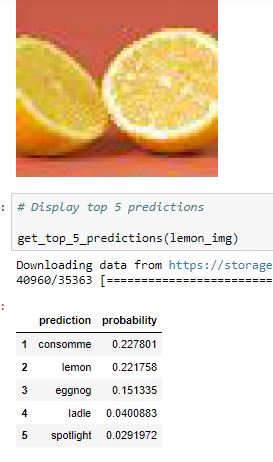 : # Display top 5 predictions
get_top_5_predictions(lemon_img)
Downloading data from https://storage
40960/35363 [========================
:
prediction probability
1 consomme 0.227801
2 lemon 0.221758
3 eggnog 0.151335
4 ladle 0.0400883
5 spotlight 0.0291972